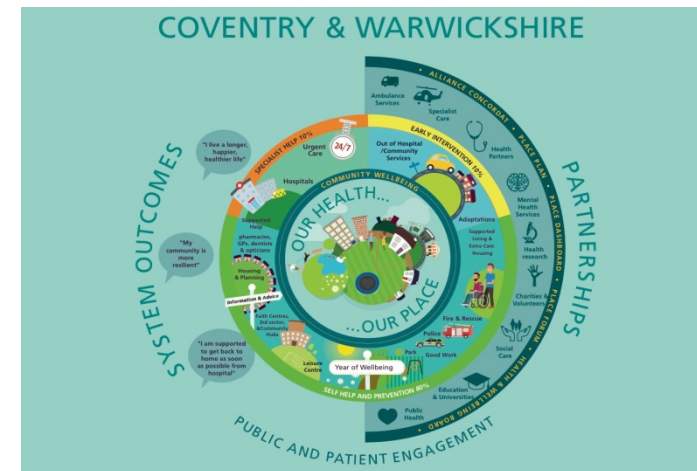 COVENTRY & WARWICKSHIRE
SYSTEM OUTCOMES
"I live a longer,
happier,
healthier life"
"My
community is
more
resilient"
"I am supported
to get back to
home as soon
as possible from
hospital"
SPECIALIST HELP 10%
EARLY INTERVENTION 10%
SELF HELP AND PREVENTION 80%
Urgent
Care
24/7
Hospitals
Supported
Help
pharmacies,
GPs, dentists
& opticians
Housing
& Planning
Information & Advice
Faith Centres,
3rd sector,
&Community
Hubs
Leisure
Centre
Year of Wellbeing
Park
Good Work
Police
Fire & Rescue
Supported
Living &
Extra Care
Housing
Adaptations
Out of Hospital
/Community
Services
COMMUNITY WELLBEING
OUR HEALTH...
...OUR PLACE
Ambulance
Services
Specialist
Care
Health
Partners
Mental
Health
Services
Health
research
Charities &
Volunteers
Social
Care
Education
& Universities
Public
Health
• ALLIANCE CONCORDAT • PLACE PLAN • PLACE DASHBOARD • PLACE FORUM • HEALTH & WELLBEING BOARD •
PARTNERSHIPS
PUBLIC AND PATIENT ENGAGEMENT